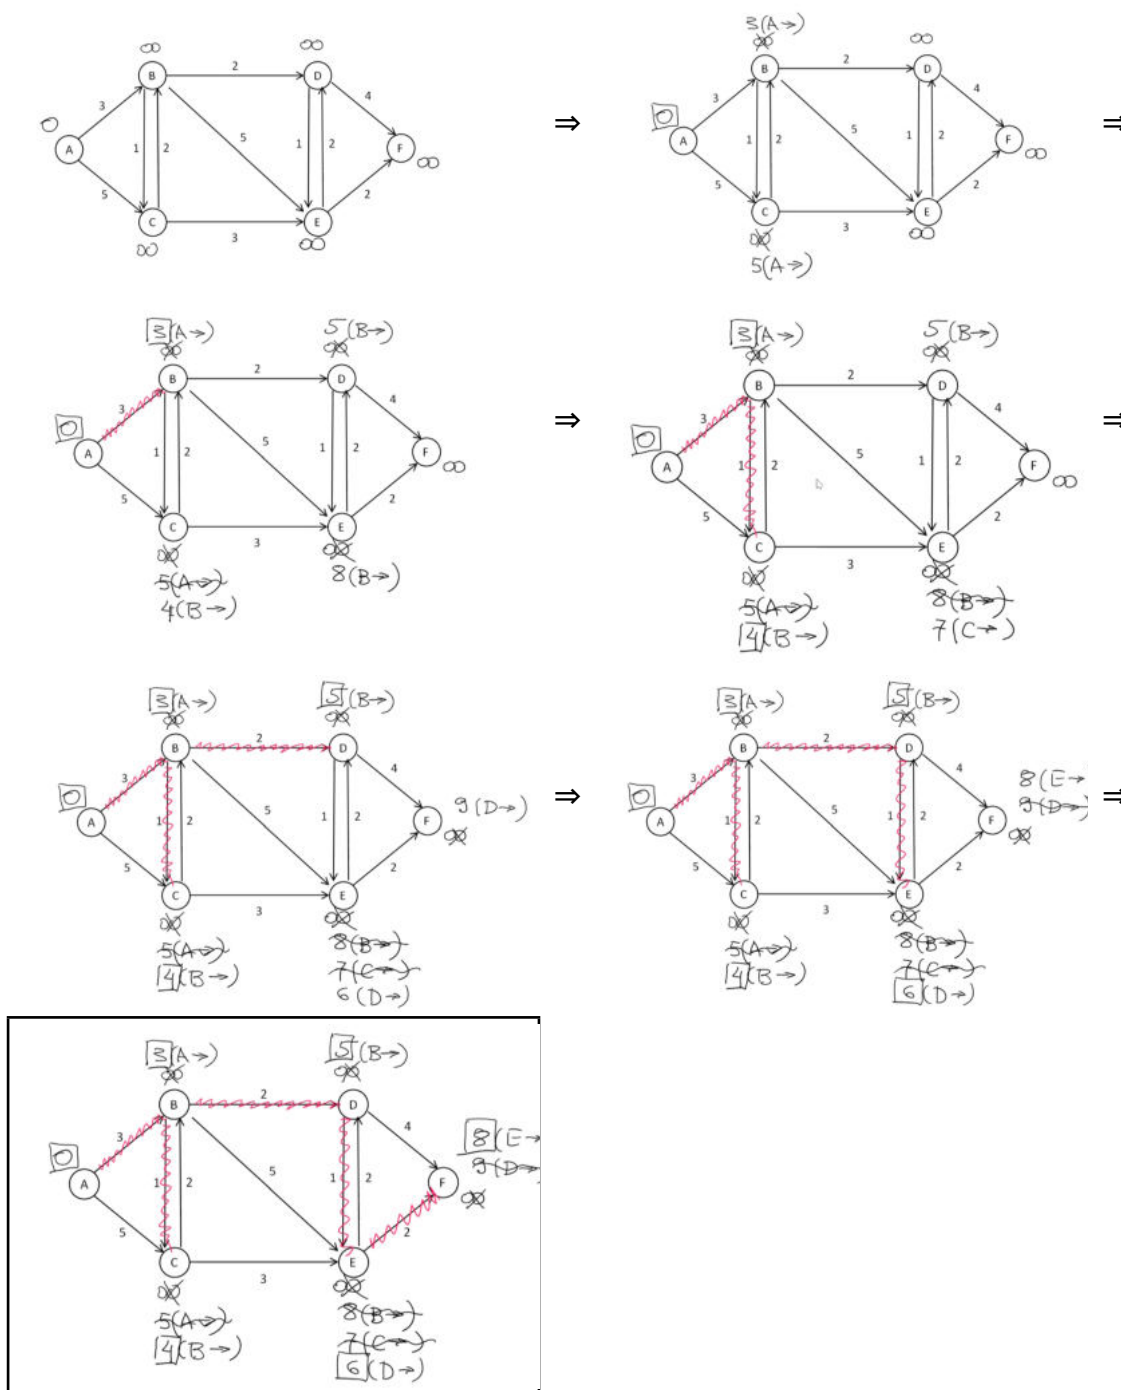 ∞ ∞
B 2 D
3 4
0 5
A 1 2 1 2 F
∞
5 2
C E
3
∞ ∞
⇒
3(A→) ∞
∞
B 2 D
3 4
0 5
A 1 2 1 2 F
∞
5 2
C E
3
∞ ∞
5(A→)
⇒
3(A→) 5(B→)
∞ ∞
B 2 D
3 4
0 5
A 1 2 1 2 F ∞
5 2
C E
3
∞ ∞
5(A→) 8(B→)
4(B→)
⇒
3(A→) 5(B→)
∞ ∞
B 2 D
3 4
0 5
A 1 2 1 2 F
∞
5 2
C E
3
∞ ∞
5(A→) 8(B→)
4(B→) 7(C→)
⇒
3(A→) 5(B→)
∞ ∞
B 2 D
3 4
0 5 9(D→)
A 1 2 1 2 F
∞
5 2
C E
3
∞ ∞
5(A→) 8(B→)
4(B→) 7(C→)
6(D→)
⇒
3(A→) 5(B→)
∞ ∞
B 2 D
3 4 8(E→
0 5 9(D→)
A 1 2 1 2 F
∞
5 2
C E
3
∞ ∞
5(A→) 8(B→)
4(B→) 7(C→)
6(D→)
⇒
3(A→) 5(B→)
∞ ∞
B 2 D
3 4 8(E→
0 5 9(D→
A 1 2 1 2 F
∞
5 2
C E
3
∞ ∞
5(A→) 8(B→)
4(B→) 7(C→)
6(D→)